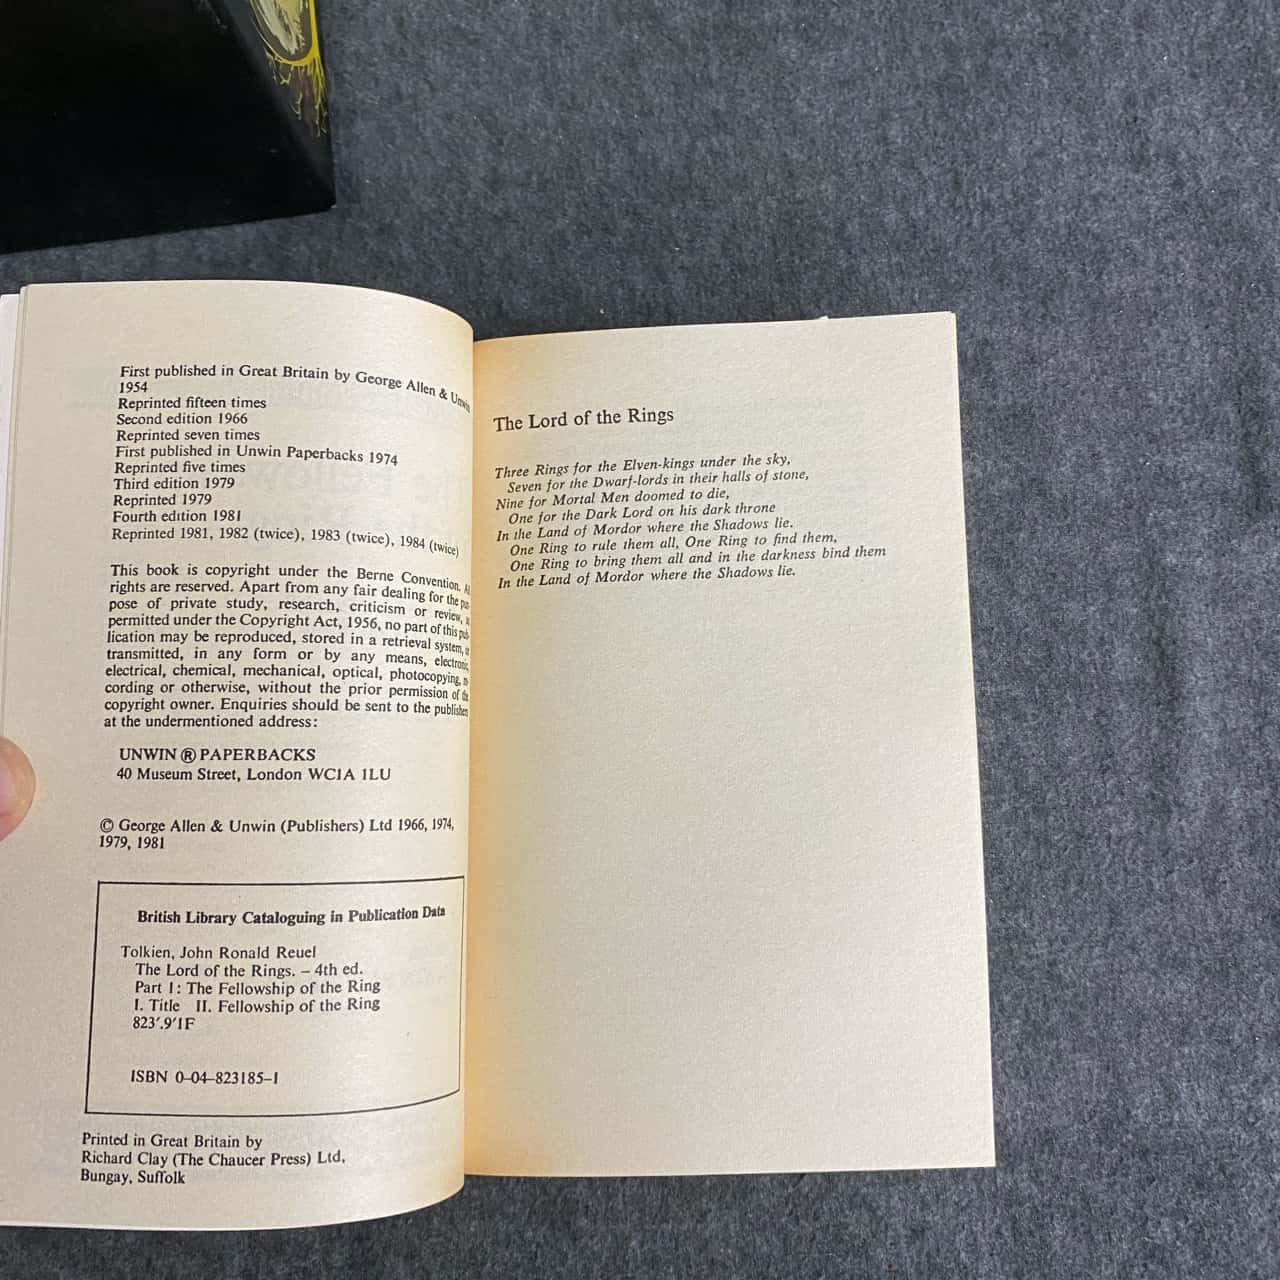 First published in Great Britain by George Allen & Unwin
1954
Reprinted fifteen times
Second edition 1966
Reprinted seven times
First published in Unwin Paperbacks 1974
Reprinted five times
Third edition 1979
Reprinted 1979
Fourth edition 1981
Reprinted 1981, 1982 (twice), 1983 (twice), 1984 (twice)
This book is copyright under the Berne Convention. All
rights are reserved. Apart from any fair dealing for the pur-
pose of private study, research, criticism or review, as
permitted under the Copyright Act, 1956, no part of this pub-
lication may be reproduced, stored in a retrieval system, or
transmitted, in any form or by any means, electronic,
electrical, chemical, mechanical, optical, photocopying, re-
cording or otherwise, without the prior permission of the
copyright owner. Enquiries should be sent to the publishers
at the undermentioned address:
UNWIN ® PAPERBACKS
40 Museum Street, London WC1A 1LU
© George Allen & Unwin (Publishers) Ltd 1966, 1974,
1979, 1981
British Library Cataloguing in Publication Data
Tolkien, John Ronald Reuel
The Lord of the Rings. – 4th ed.
Part 1: The Fellowship of the Ring
I. Title II. Fellowship of the Ring
823'.9'1F
ISBN 0–04–823185–1
Printed in Great Britain by
Richard Clay (The Chaucer Press) Ltd,
Bungay, Suffolk
The Lord of the Rings
Three Rings for the Elven-kings under the sky,
Seven for the Dwarf-lords in their halls of stone,
Nine for Mortal Men doomed to die,
One for the Dark Lord on his dark throne
In the Land of Mordor where the Shadows lie.
One Ring to rule them all, One Ring to find them,
One Ring to bring them all and in the darkness bind them
In the Land of Mordor where the Shadows lie.